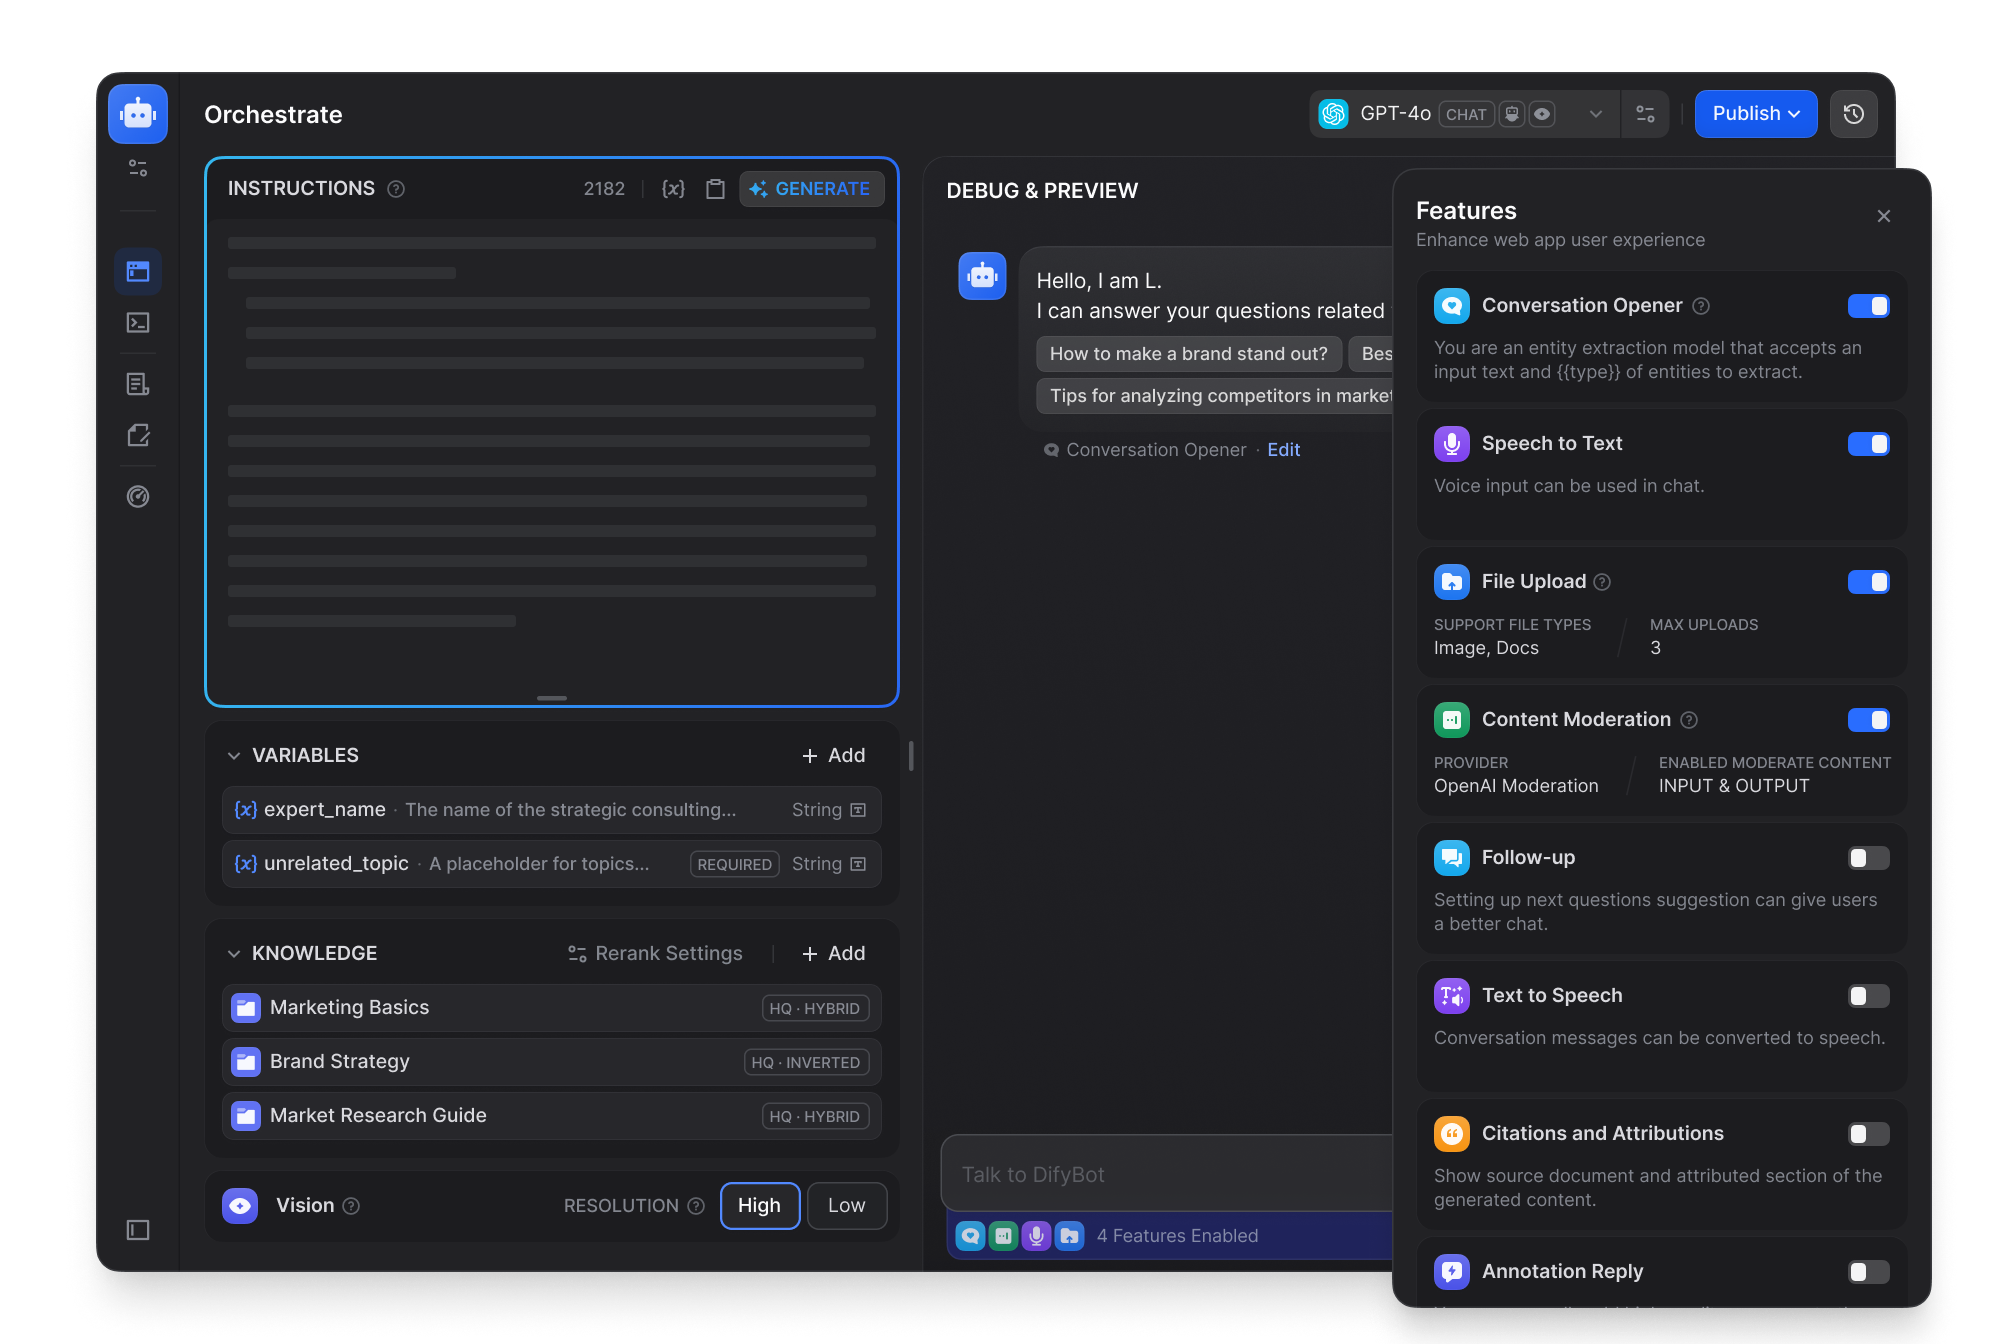 Orchestrate
GPT-4o CHAT
Publish
INSTRUCTIONS
2182
{x}
GENERATE
VARIABLES
+ Add
{x} expert_name · The name of the strategic consulting... String
{x} unrelated_topic · A placeholder for topics... REQUIRED String
KNOWLEDGE
Rerank Settings
+ Add
Marketing Basics HQ · HYBRID
Brand Strategy HQ · INVERTED
Market Research Guide HQ · HYBRID
Vision
RESOLUTION
High
Low
DEBUG & PREVIEW
Hello, I am L.
I can answer your questions related
How to make a brand stand out?
Bes
Tips for analyzing competitors in market
Conversation Opener · Edit
Talk to DifyBot
4 Features Enabled
Features
Enhance web app user experience
Conversation Opener
You are an entity extraction model that accepts an
input text and {{type}} of entities to extract.
Speech to Text
Voice input can be used in chat.
File Upload
SUPPORT FILE TYPES
Image, Docs
MAX UPLOADS
3
Content Moderation
PROVIDER
OpenAI Moderation
ENABLED MODERATE CONTENT
INPUT & OUTPUT
Follow-up
Setting up next questions suggestion can give users
a better chat.
Text to Speech
Conversation messages can be converted to speech.
Citations and Attributions
Show source document and attributed section of the
generated content.
Annotation Reply